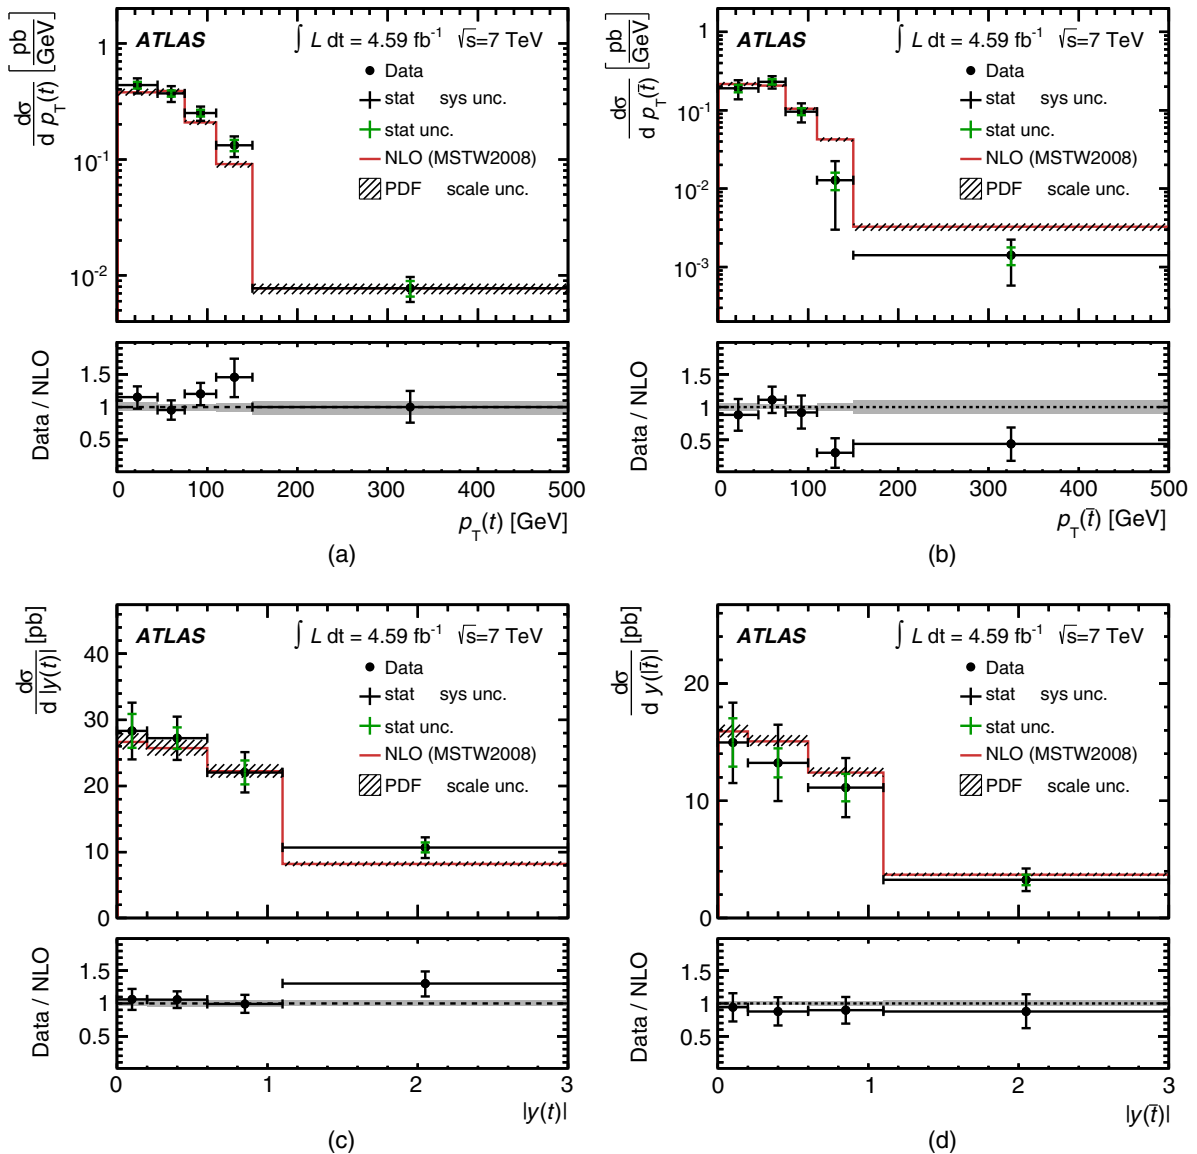 dσ
d p_T(t)
[pb
GeV]
ATLAS
∫ L dt = 4.59 fb⁻¹ √s=7 TeV
Data
stat sys unc.
stat unc.
NLO (MSTW2008)
PDF scale unc.
1
10⁻¹
10⁻²
Data / NLO
1.5
1
0.5
0 100 200 300 400 500
p_T(t) [GeV]
(a)
dσ
d p_T(t̄)
[pb
GeV]
ATLAS
∫ L dt = 4.59 fb⁻¹ √s=7 TeV
Data
stat sys unc.
stat unc.
NLO (MSTW2008)
PDF scale unc.
1
10⁻¹
10⁻²
10⁻³
Data / NLO
1.5
1
0.5
0 100 200 300 400 500
p_T(t̄) [GeV]
(b)
dσ
d |y(t)|
[pb]
ATLAS
∫ L dt = 4.59 fb⁻¹ √s=7 TeV
Data
stat sys unc.
stat unc.
NLO (MSTW2008)
PDF scale unc.
40
30
20
10
0
Data / NLO
1.5
1
0.5
0 1 2 3
|y(t)|
(c)
dσ
d y(|t̄)|
[pb]
ATLAS
∫ L dt = 4.59 fb⁻¹ √s=7 TeV
Data
stat sys unc.
stat unc.
NLO (MSTW2008)
PDF scale unc.
20
10
0
Data / NLO
1.5
1
0.5
0 1 2 3
|y(t̄)|
(d)